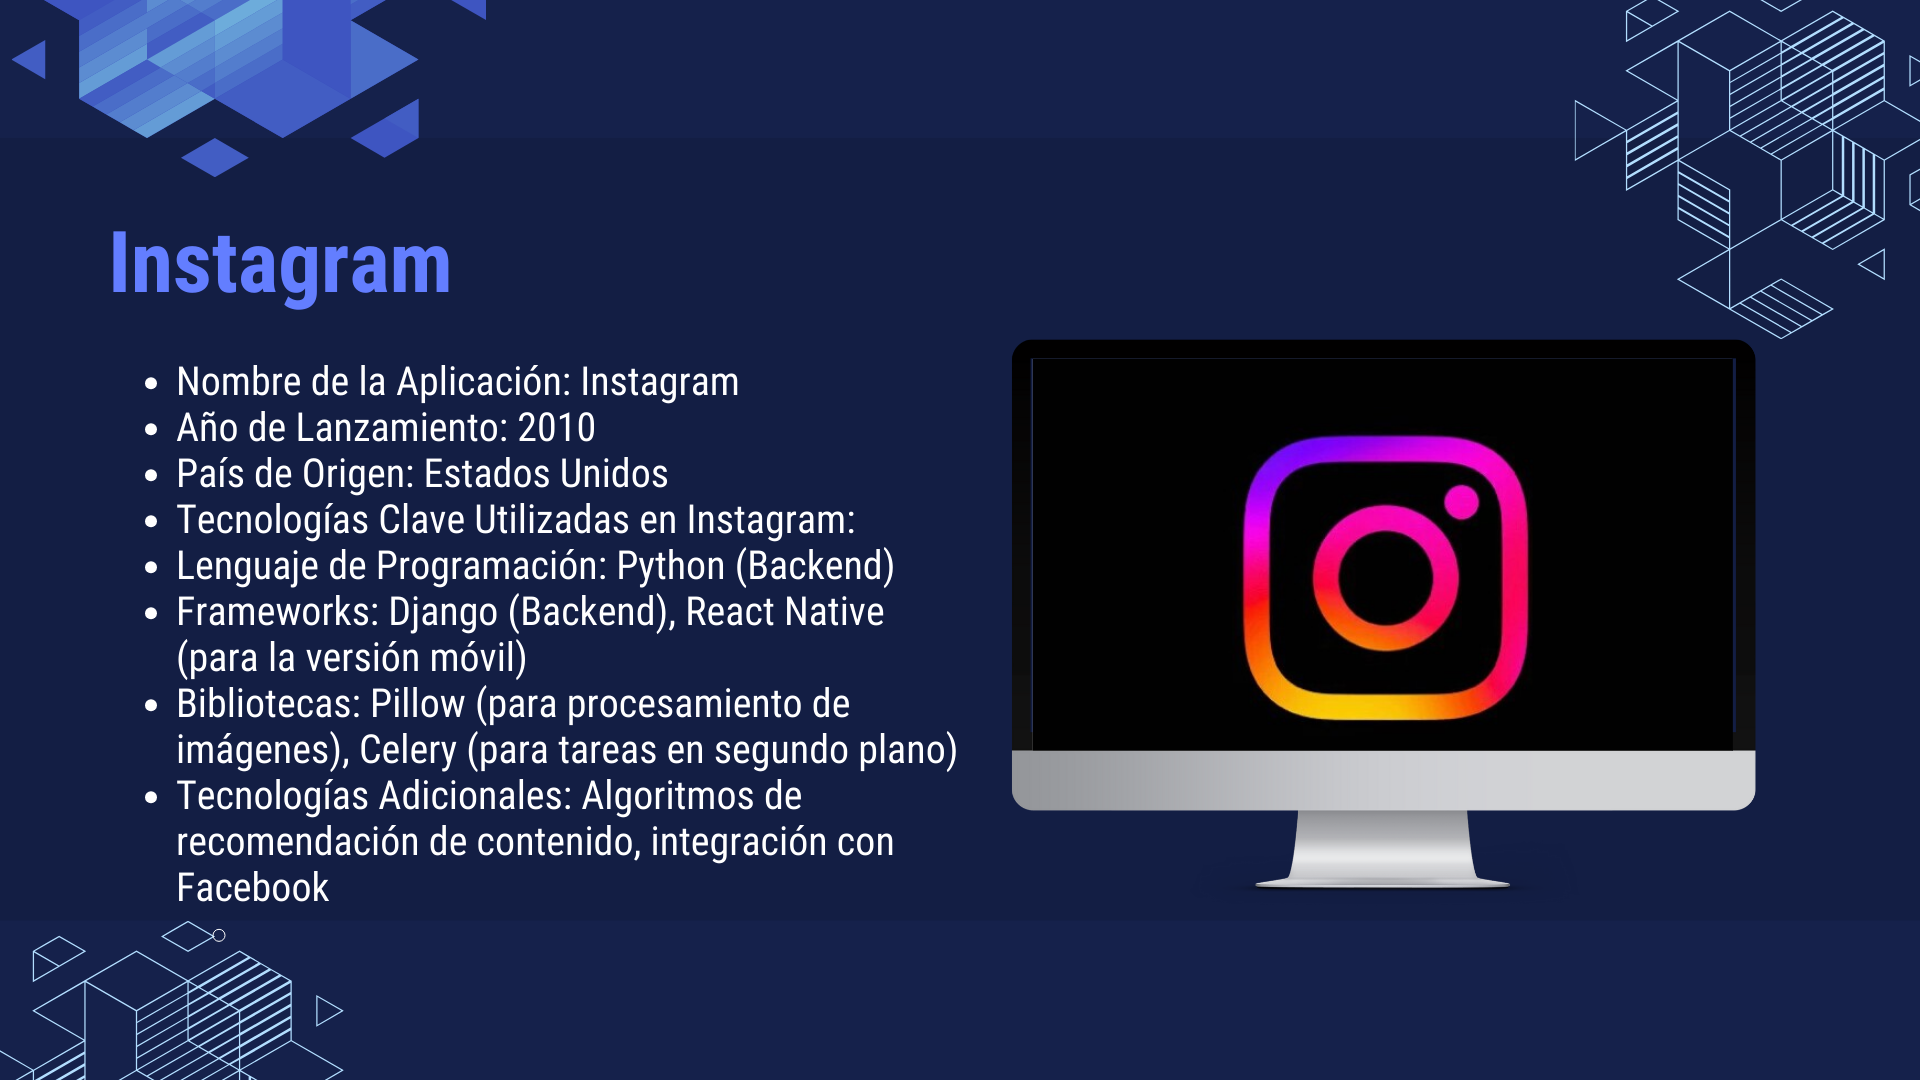 Instagram
• Nombre de la Aplicación: Instagram
• Año de Lanzamiento: 2010
• País de Origen: Estados Unidos
• Tecnologías Clave Utilizadas en Instagram:
• Lenguaje de Programación: Python (Backend)
• Frameworks: Django (Backend), React Native
(para la versión móvil)
• Bibliotecas: Pillow (para procesamiento de
imágenes), Celery (para tareas en segundo plano)
• Tecnologías Adicionales: Algoritmos de
recomendación de contenido, integración con
Facebook